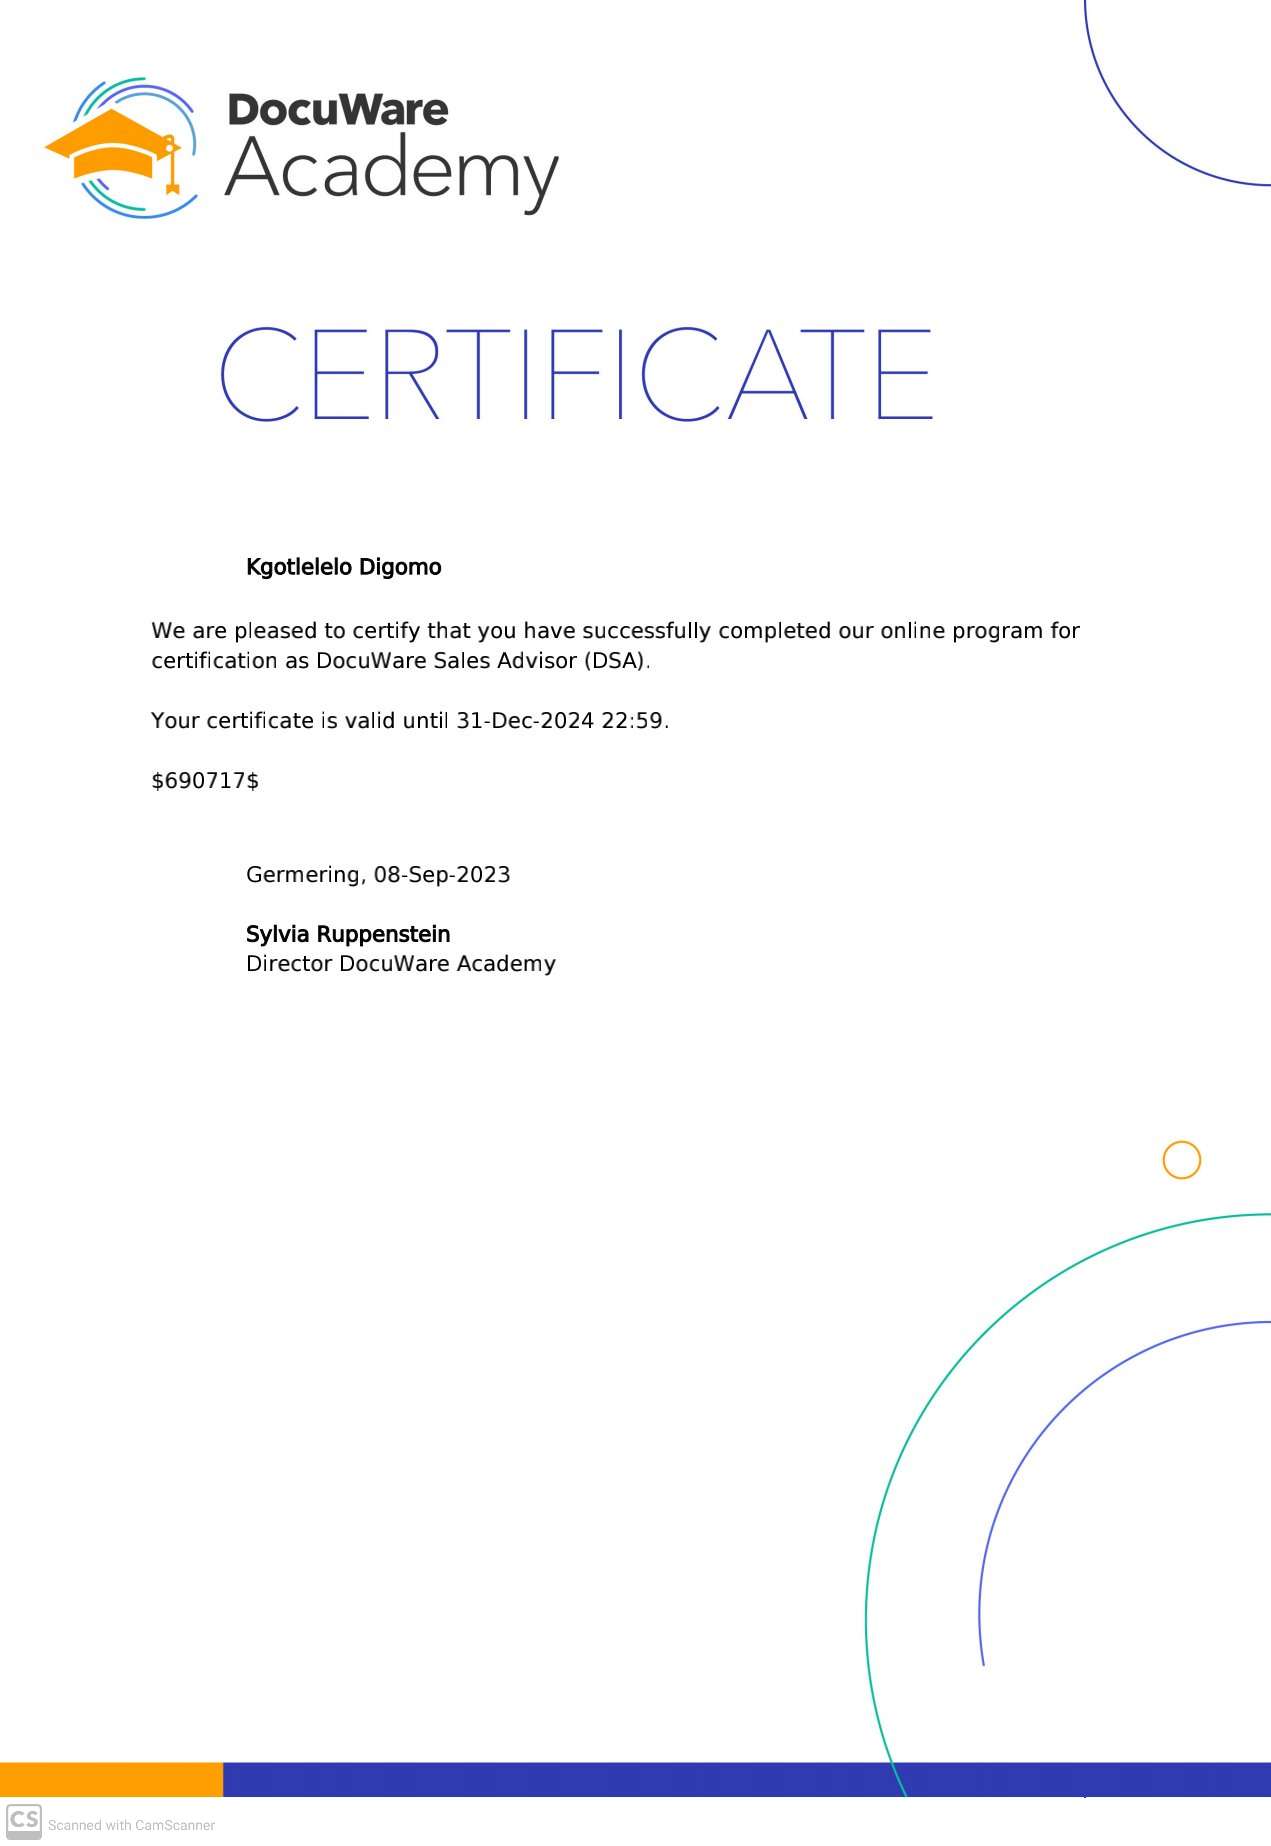 DocuWare
Academy
CERTIFICATE
Kgotlelelo Digomo
We are pleased to certify that you have successfully completed our online program for
certification as DocuWare Sales Advisor (DSA).
Your certificate is valid until 31-Dec-2024 22:59.
$690717$
Germering, 08-Sep-2023
Sylvia Ruppenstein
Director DocuWare Academy
CS Scanned with CamScanner